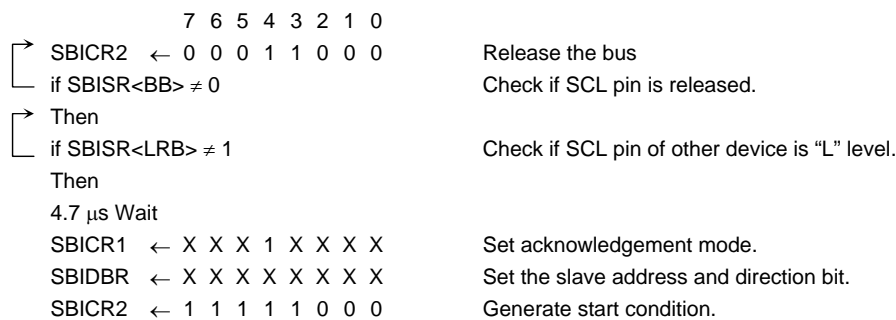 7 6 5 4 3 2 1 0
SBICR2 ← 0 0 0 1 1 0 0 0 Release the bus
if SBISR<BB> ≠ 0 Check if SCL pin is released.
Then
if SBISR<LRB> ≠ 1 Check if SCL pin of other device is “L” level.
Then
4.7 μs Wait
SBICR1 ← X X X 1 X X X X Set acknowledgement mode.
SBIDBR ← X X X X X X X X Set the slave address and direction bit.
SBICR2 ← 1 1 1 1 1 0 0 0 Generate start condition.